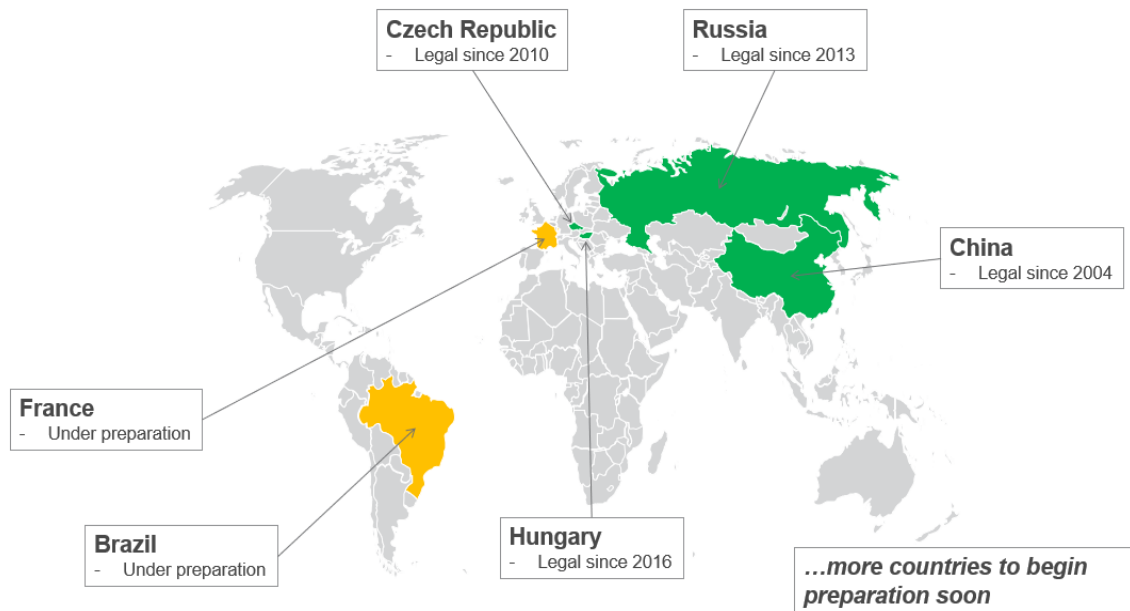 Czech Republic
- Legal since 2010
Russia
- Legal since 2013
China
- Legal since 2004
France
- Under preparation
Brazil
- Under preparation
Hungary
- Legal since 2016
...more countries to begin
preparation soon